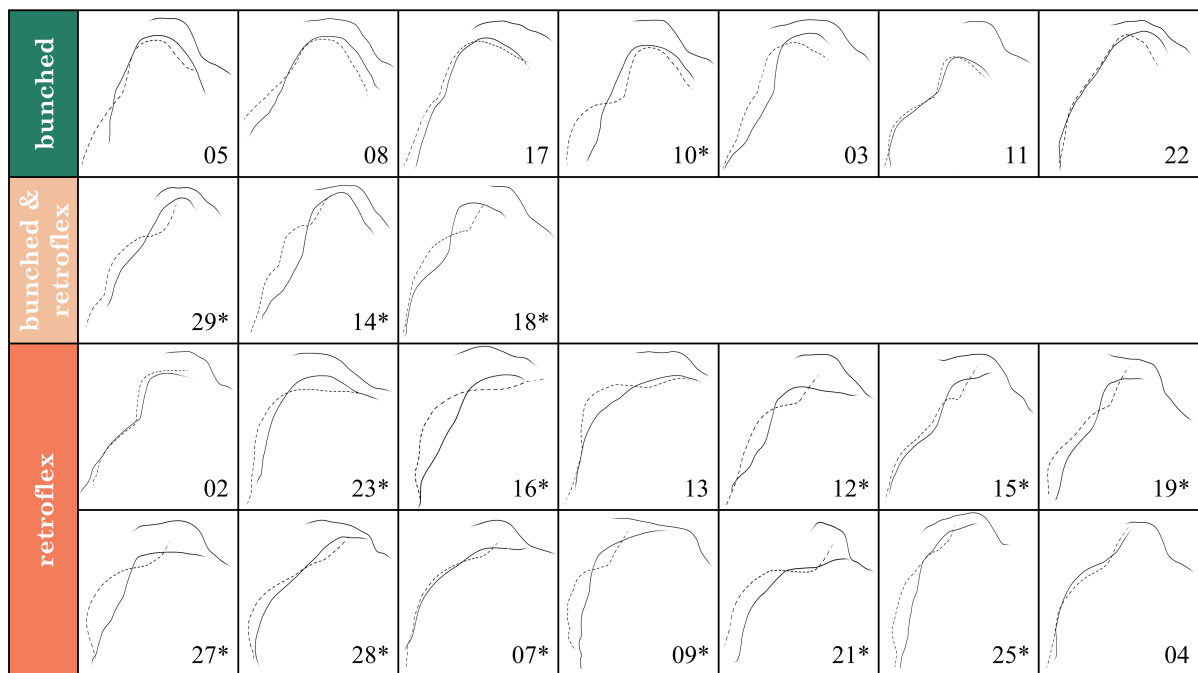 bunched
05 08 17 10* 03 11 22
bunched &
retroflex
29* 14* 18*
retroflex
02 23* 16* 13 12* 15* 19*
27* 28* 07* 09* 21* 25* 04